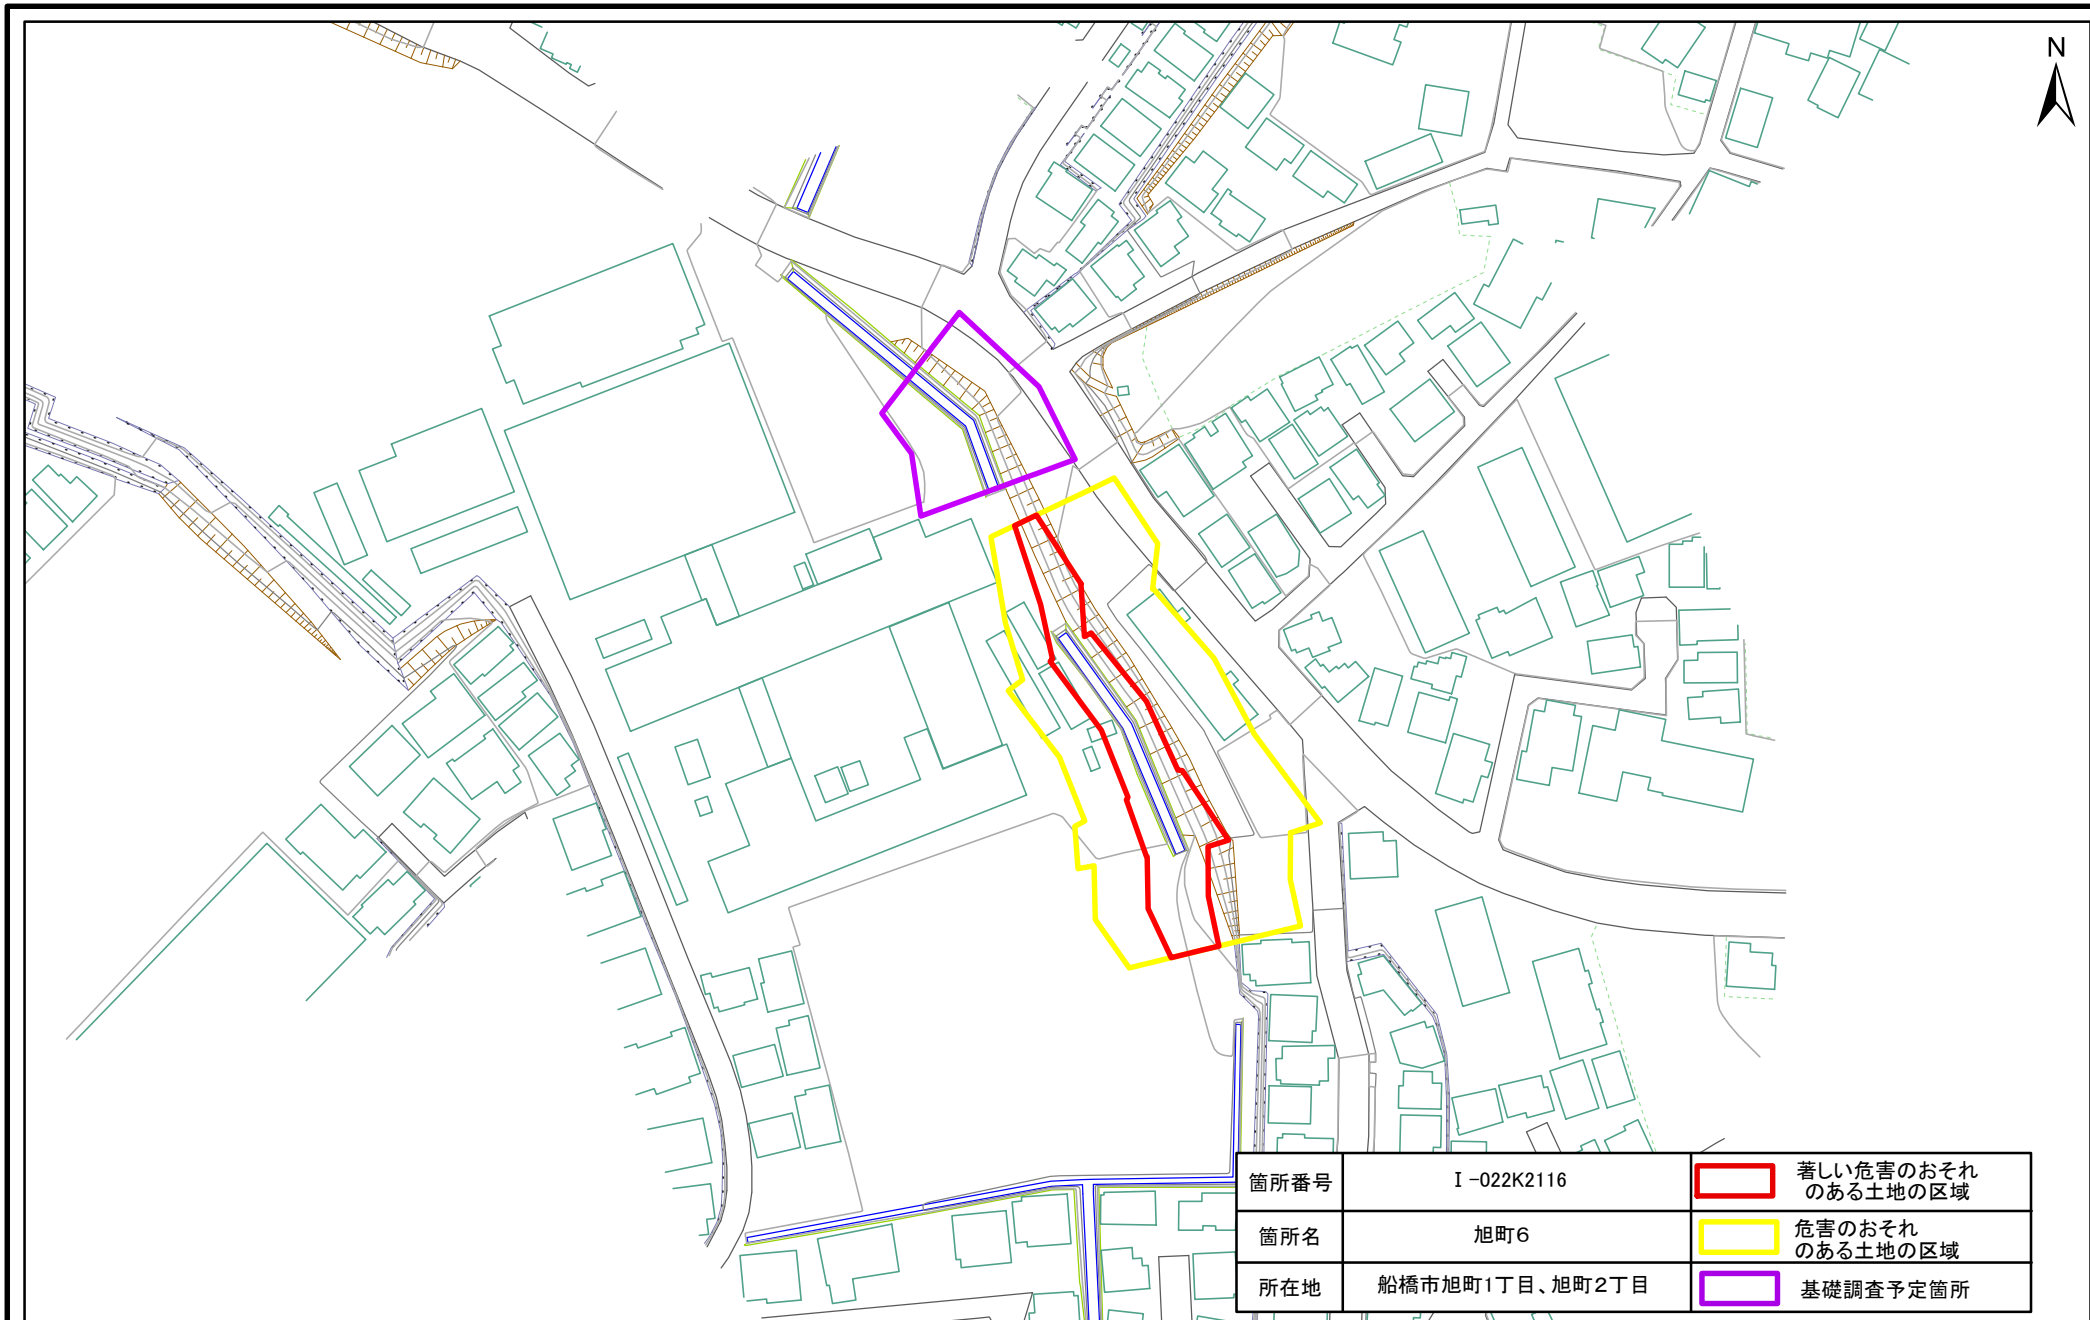 N
箇所番号
Ⅰ-022K2116
著しい危害のおそれ
のある土地の区域
箇所名
旭町6
危害のおそれ
のある土地の区域
所在地
船橋市旭町1丁目、旭町2丁目
基礎調査予定箇所